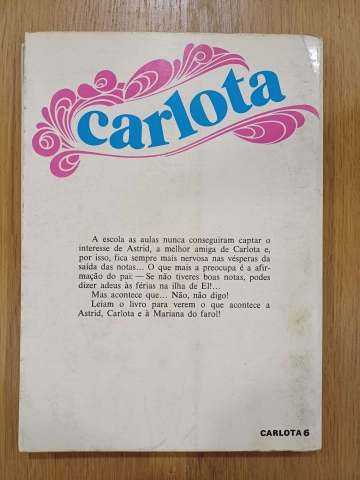 carlota
A escola as aulas nunca conseguiram captar o
interesse de Astrid, a melhor amiga de Carlota e,
por isso, fica sempre mais nervosa nas vésperas da
saída das notas... O que mais a preocupa é a afir-
mação do pai: — Se não tiveres boas notas, podes
dizer adeus às férias na ilha de El!...
Mas acontece que... Não, não digo!
Leiam o livro para verem o que acontece a
Astrid, Carlota e à Mariana do farol!
CARLOTA 6